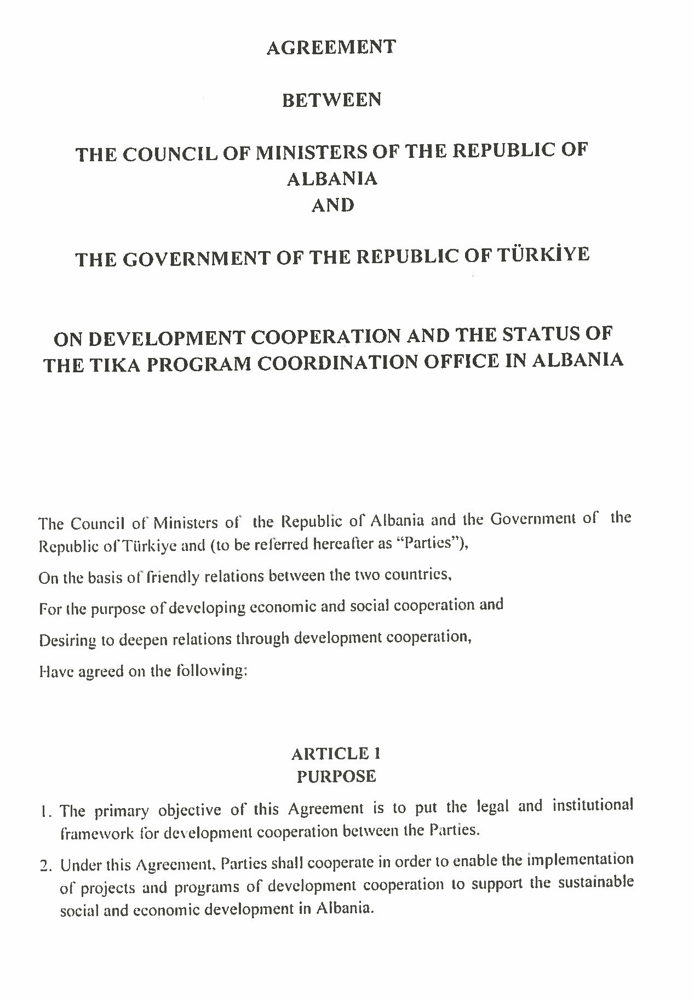 AGREEMENT
BETWEEN
THE COUNCIL OF MINISTERS OF THE REPUBLIC OF
ALBANIA
AND
THE GOVERNMENT OF THE REPUBLIC OF TÜRKİYE
ON DEVELOPMENT COOPERATION AND THE STATUS OF
THE TIKA PROGRAM COORDINATION OFFICE IN ALBANIA
The Council of Ministers of the Republic of Albania and the Government of the
Republic of Türkiye and (to be referred hereafter as “Parties”),
On the basis of friendly relations between the two countries,
For the purpose of developing economic and social cooperation and
Desiring to deepen relations through development cooperation,
Have agreed on the following:
ARTICLE 1
PURPOSE
1. The primary objective of this Agreement is to put the legal and institutional
framework for development cooperation between the Parties.
2. Under this Agreement, Parties shall cooperate in order to enable the implementation
of projects and programs of development cooperation to support the sustainable
social and economic development in Albania.